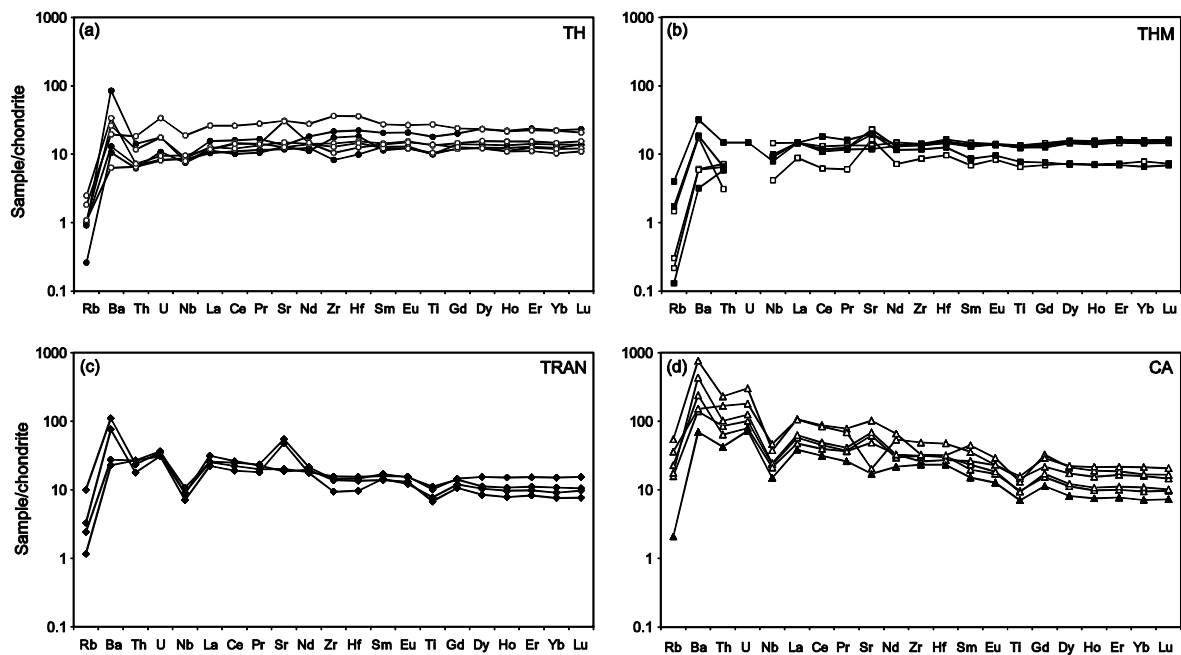 (a) TH
1000
100
10
1
0.1
Sample/chondrite
Rb Ba Th U Nb La Ce Pr Sr Nd Zr Hf Sm Eu Ti Gd Dy Ho Er Yb Lu
(b) THM
1000
100
10
1
0.1
Rb Ba Th U Nb La Ce Pr Sr Nd Zr Hf Sm Eu Ti Gd Dy Ho Er Yb Lu
(c) TRAN
1000
100
10
1
0.1
Sample/chondrite
Rb Ba Th U Nb La Ce Pr Sr Nd Zr Hf Sm Eu Ti Gd Dy Ho Er Yb Lu
(d) CA
1000
100
10
1
0.1
Rb Ba Th U Nb La Ce Pr Sr Nd Zr Hf Sm Eu Ti Gd Dy Ho Er Yb Lu